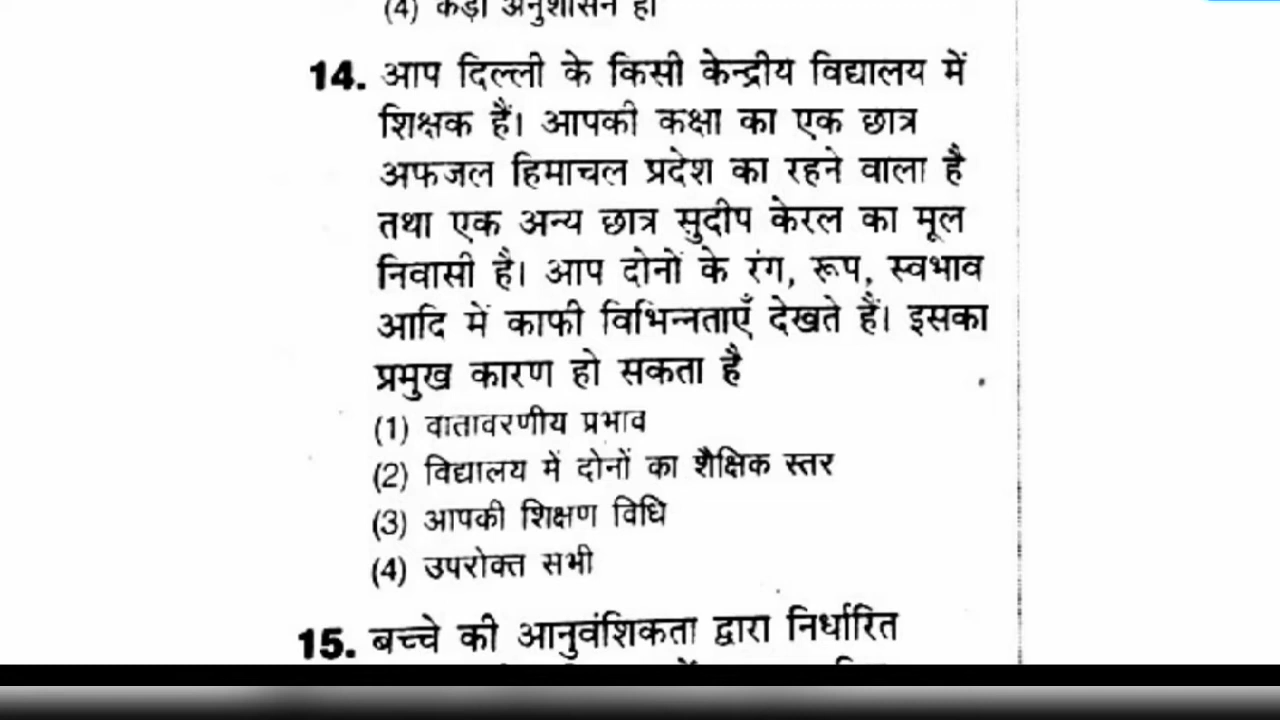 (4) कड़ा अनुशासन हो
14. आप दिल्ली के किसी केन्द्रीय विद्यालय में
शिक्षक हैं। आपकी कक्षा का एक छात्र
अफजल हिमाचल प्रदेश का रहने वाला है
तथा एक अन्य छात्र सुदीप केरल का मूल
निवासी है। आप दोनों के रंग, रूप, स्वभाव
आदि में काफी विभिन्नताएँ देखते हैं। इसका
प्रमुख कारण हो सकता है
(1) वातावरणीय प्रभाव
(2) विद्यालय में दोनों का शैक्षिक स्तर
(3) आपकी शिक्षण विधि
(4) उपरोक्त सभी
15. बच्चे की आनुवंशिकता द्वारा निर्धारित